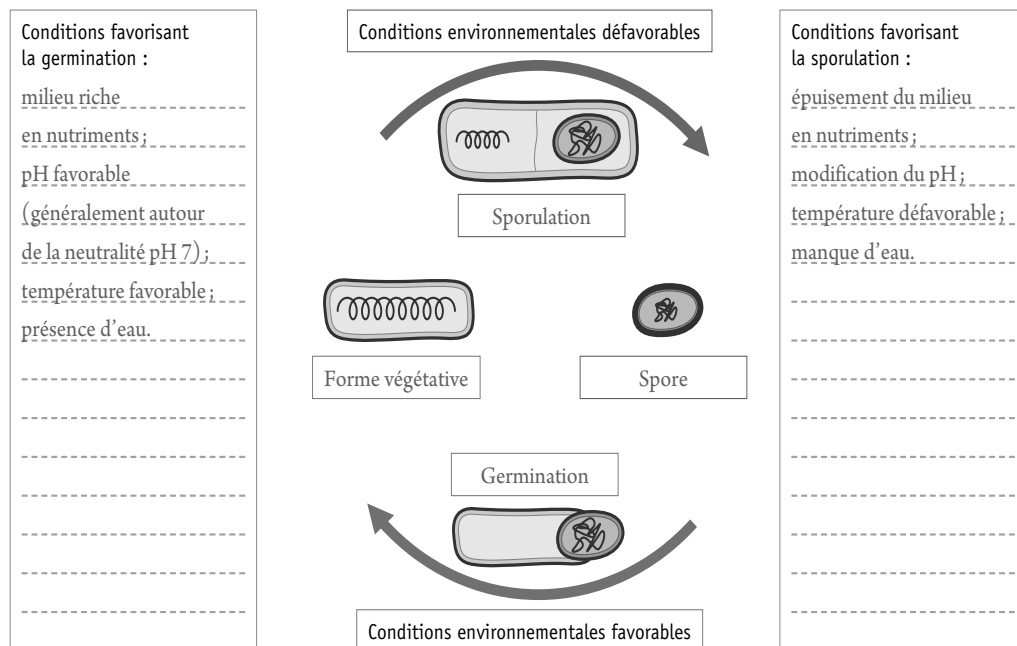 Conditions favorisant
la germination :
milieu riche
en nutriments ;
pH favorable
(généralement autour
de la neutralité pH 7) ;
température favorable ;
présence d'eau.
Conditions environnementales défavorables
Sporulation
Forme végétative
Spore
Germination
Conditions environnementales favorables
Conditions favorisant
la sporulation :
épuisement du milieu
en nutriments ;
modification du pH ;
température défavorable ;
manque d'eau.